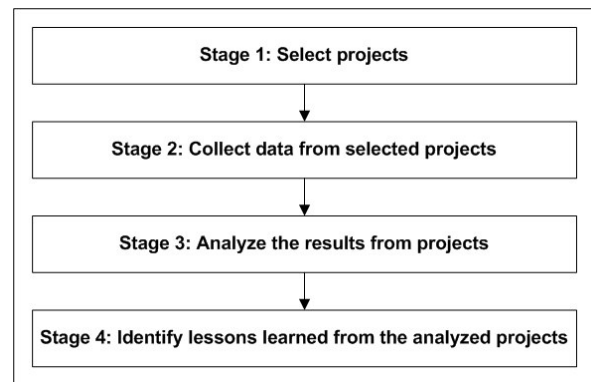 Stage 1: Select projects
Stage 2: Collect data from selected projects
Stage 3: Analyze the results from projects
Stage 4: Identify lessons learned from the analyzed projects